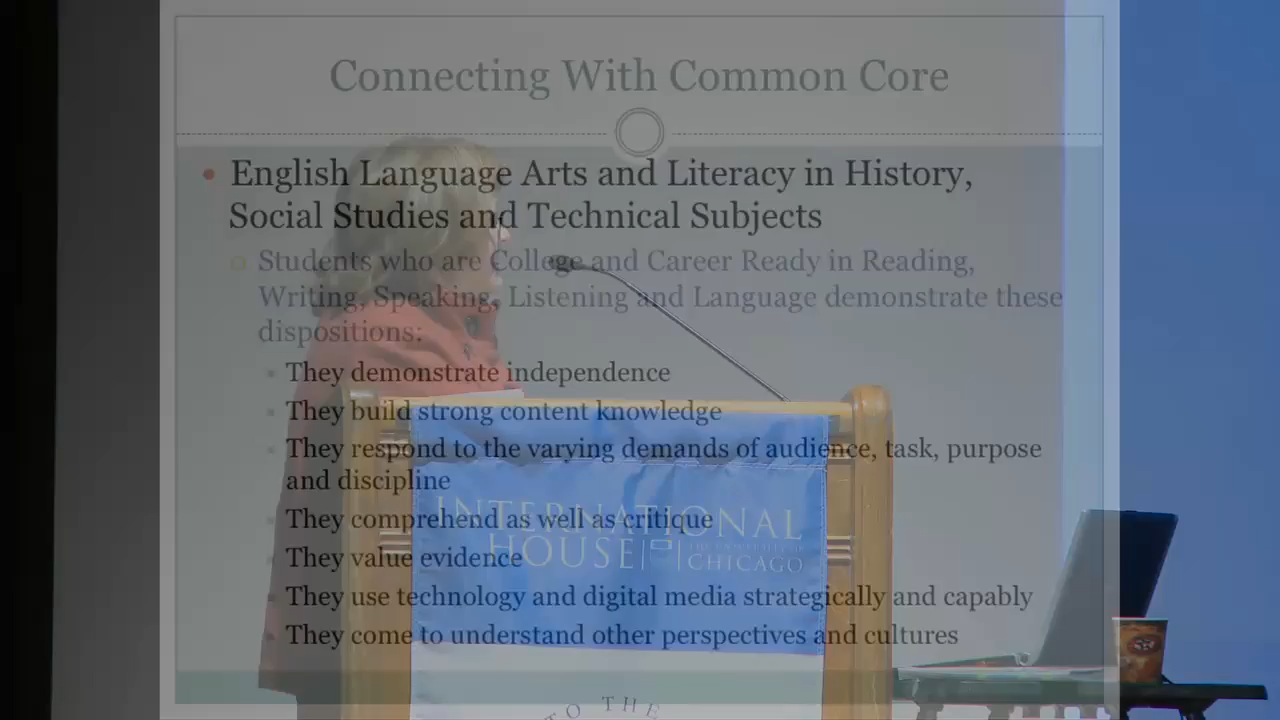 Connecting With Common Core
English Language Arts and Literacy in History,
Social Studies and Technical Subjects
Students who are College and Career Ready in Reading,
Writing, Speaking, Listening and Language demonstrate these
dispositions:
They demonstrate independence
They build strong content knowledge
They respond to the varying demands of audience, task, purpose
and discipline
They comprehend as well as critique
They value evidence
They use technology and digital media strategically and capably
They come to understand other perspectives and cultures
INTERNATIONAL
HOUSE
THE UNIVERSITY OF
CHICAGO
TO THE